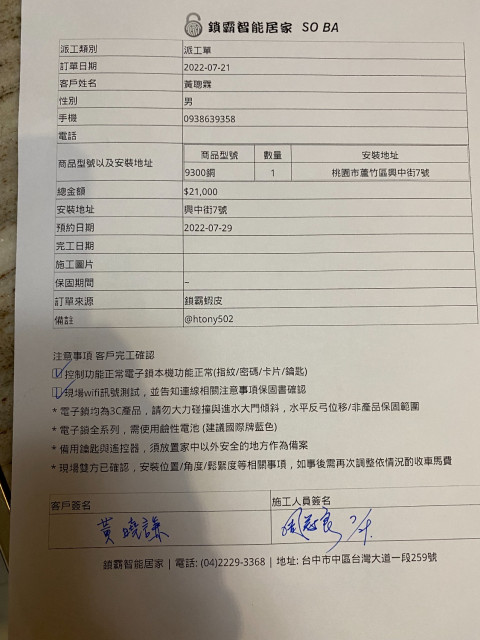 鎖霸智能居家 SO BA
派工類別 派工單
訂單日期 2022-07-21
客戶姓名 黃聰霖
性別 男
手機 0938639358
電話
商品型號以及安裝地址 商品型號 數量 安裝地址
9300銅 1 桃園市蘆竹區興中街7號
總金額 $21,000
安裝地址 興中街7號
預約日期 2022-07-29
完工日期
施工圖片
保固期間 –
訂單來源 鎖霸蝦皮
備註 @htony502
注意事項 客戶完工確認
控制功能正常電子鎖本機功能正常(指紋/密碼/卡片/鑰匙)
現場wifi訊號測試，並告知連線相關注意事項保固書確認
* 電子鎖均為3C產品，請勿大力碰撞與進水大門傾斜，水平反弓位移/非產品保固範圍
* 電子鎖全系列，需使用鹼性電池 (建議國際牌藍色)
* 備用鑰匙與遙控器，須放置家中以外安全的地方作為備案
* 現場雙方已確認，安裝位置/角度/鬆緊度等相關事項，如事後需再次調整依情況酌收車馬費
客戶簽名 施工人員簽名
黃曉謙
鎖霸智能居家 | 電話: (04)2229-3368 | 地址: 台中市中區台灣大道一段259號